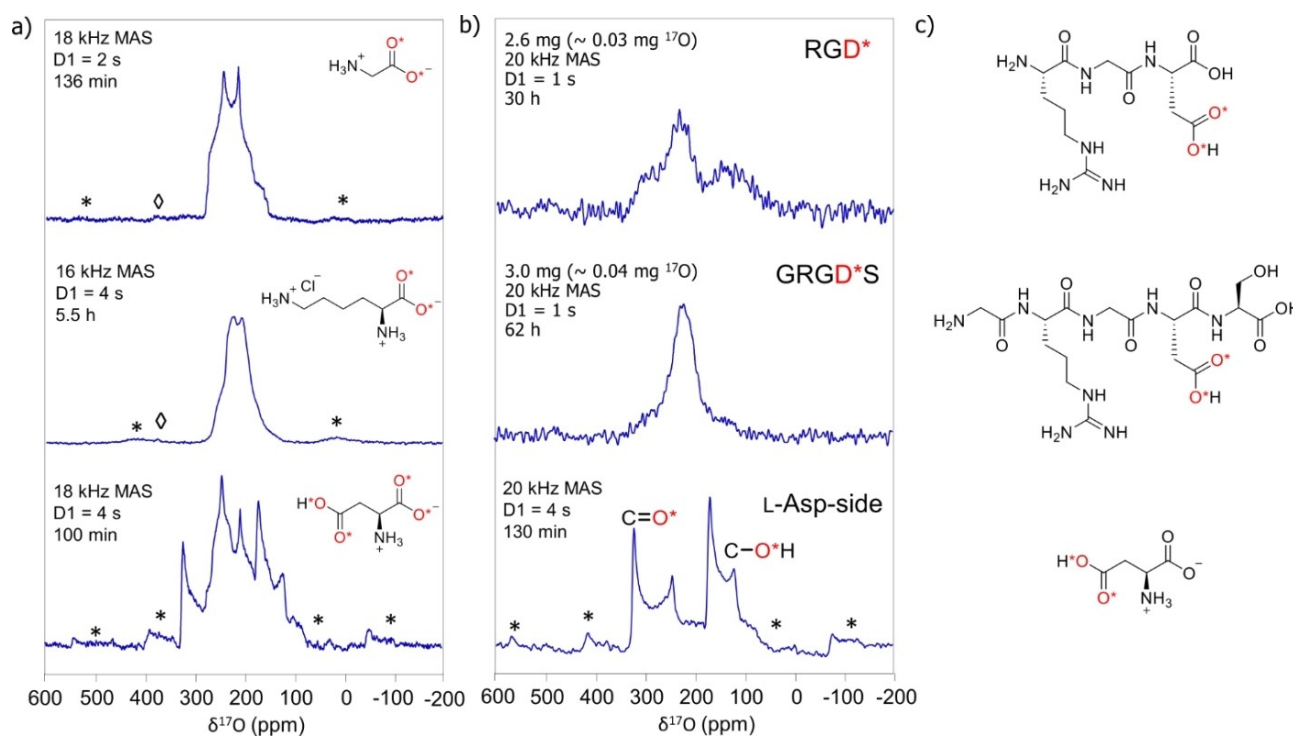 a)
18 kHz MAS
D1 = 2 s
136 min
H₃N⁺
O*
O*⁻
*
◊
*
16 kHz MAS
D1 = 4 s
5.5 h
H₃N⁺ Cl⁻
O*
O*⁻
NH₃⁺
*
◊
*
18 kHz MAS
D1 = 4 s
100 min
H*O
O*
O*
O*⁻
NH₃⁺
*
*
*
*
600 500 400 300 200 100 0 -100 -200
δ¹⁷O (ppm)
b)
2.6 mg (~ 0.03 mg ¹⁷O)
20 kHz MAS
D1 = 1 s
30 h
RGD*
3.0 mg (~ 0.04 mg ¹⁷O)
20 kHz MAS
D1 = 1 s
62 h
GRGD*S
20 kHz MAS
D1 = 4 s
130 min
L-Asp-side
C=O*
C-O*H
*
*
*
*
600 500 400 300 200 100 0 -100 -200
δ¹⁷O (ppm)
c)
H₂N
O
H
N
O
H
N
O
OH
O*
O*H
NH
H₂N
NH
H₂N
O
H
N
O
H
N
O
H
N
O
H
N
OH
O
OH
O*
O*H
NH
H₂N
NH
H*O
O*
O
O⁻
NH₃⁺